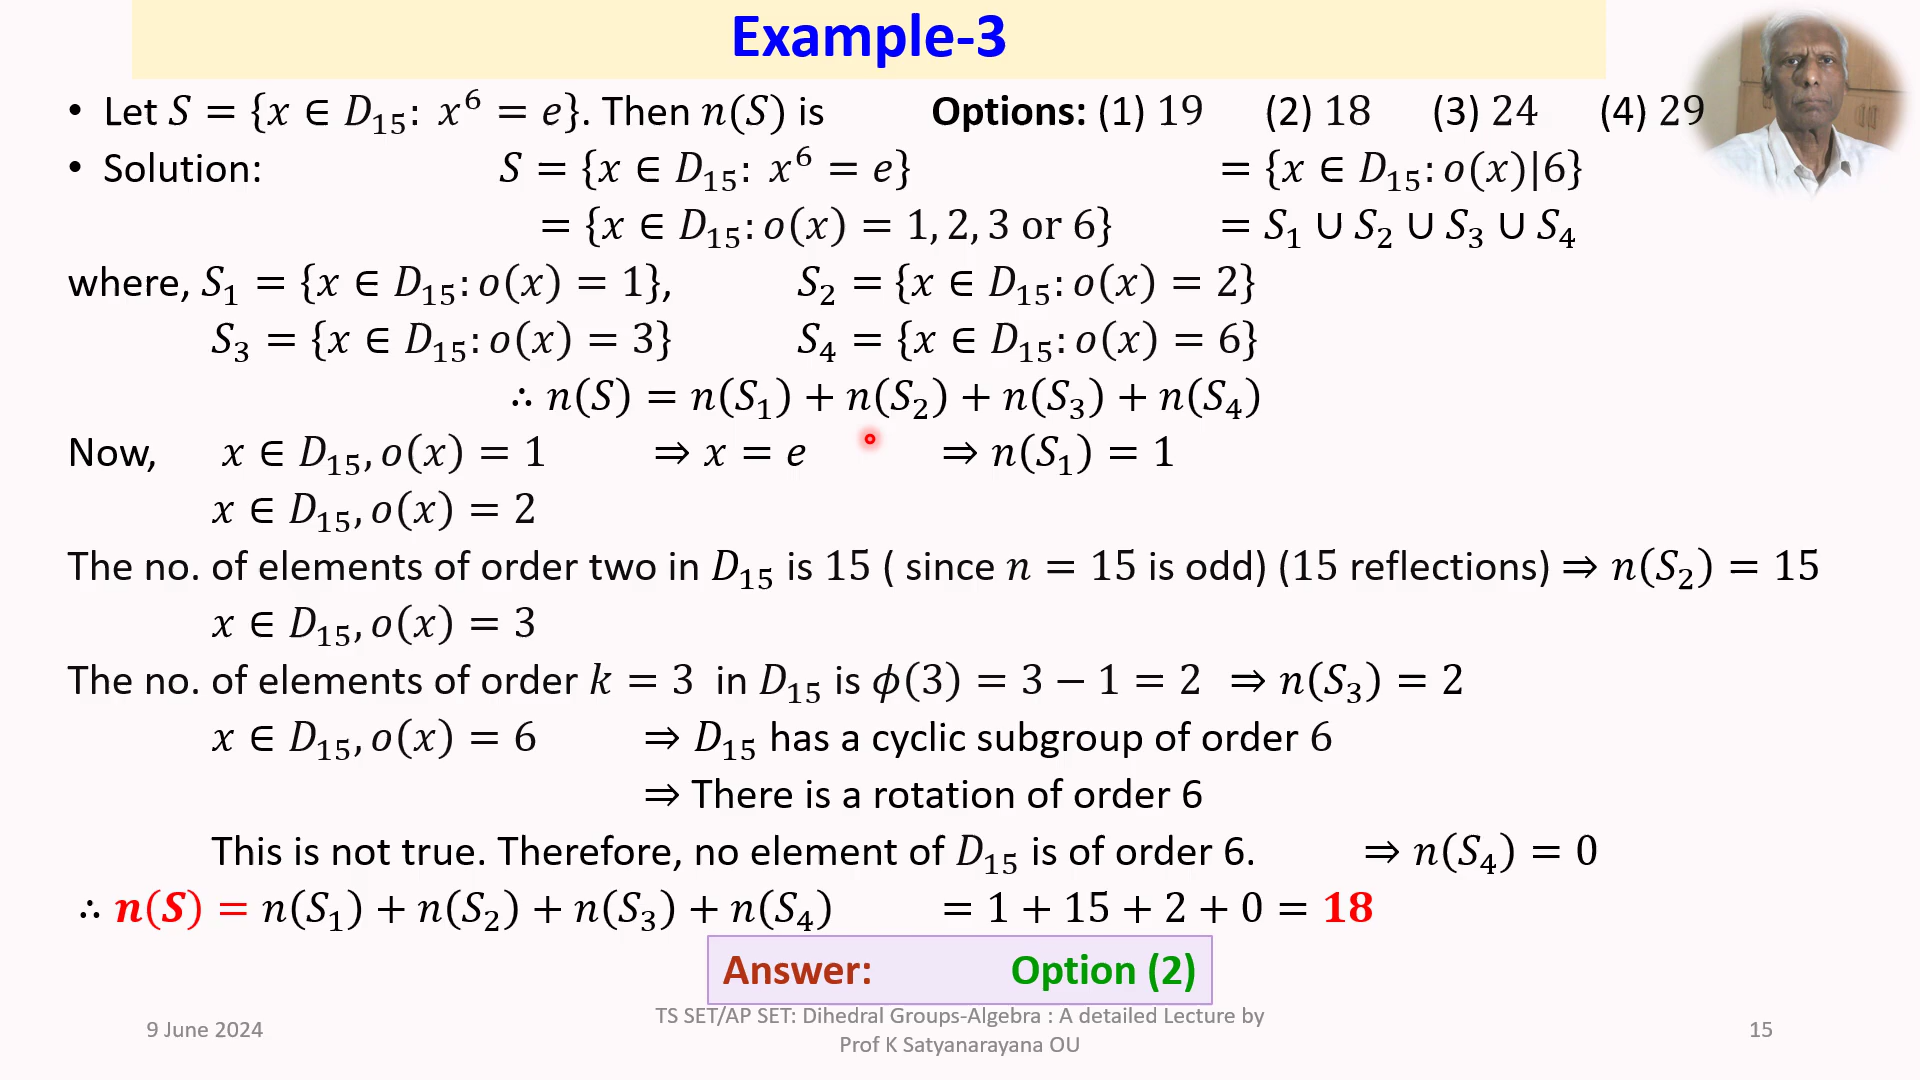 Example-3
• Let 𝑆 = {𝑥 ∈ 𝐷₁₅: 𝑥⁶ = 𝑒}. Then 𝑛(𝑆) is Options: (1) 19 (2) 18 (3) 24 (4) 29
• Solution: 𝑆 = {𝑥 ∈ 𝐷₁₅: 𝑥⁶ = 𝑒} = {𝑥 ∈ 𝐷₁₅: 𝑜(𝑥)|6}
= {𝑥 ∈ 𝐷₁₅: 𝑜(𝑥) = 1, 2, 3 or 6} = 𝑆₁ ∪ 𝑆₂ ∪ 𝑆₃ ∪ 𝑆₄
where, 𝑆₁ = {𝑥 ∈ 𝐷₁₅: 𝑜(𝑥) = 1}, 𝑆₂ = {𝑥 ∈ 𝐷₁₅: 𝑜(𝑥) = 2}
𝑆₃ = {𝑥 ∈ 𝐷₁₅: 𝑜(𝑥) = 3} 𝑆₄ = {𝑥 ∈ 𝐷₁₅: 𝑜(𝑥) = 6}
∴ 𝑛(𝑆) = 𝑛(𝑆₁) + 𝑛(𝑆₂) + 𝑛(𝑆₃) + 𝑛(𝑆₄)
Now, 𝑥 ∈ 𝐷₁₅, 𝑜(𝑥) = 1 ⇒ 𝑥 = 𝑒 ⇒ 𝑛(𝑆₁) = 1
𝑥 ∈ 𝐷₁₅, 𝑜(𝑥) = 2
The no. of elements of order two in 𝐷₁₅ is 15 ( since 𝑛 = 15 is odd) (15 reflections) ⇒ 𝑛(𝑆₂) = 15
𝑥 ∈ 𝐷₁₅, 𝑜(𝑥) = 3
The no. of elements of order 𝑘 = 3 in 𝐷₁₅ is 𝜙(3) = 3 − 1 = 2 ⇒ 𝑛(𝑆₃) = 2
𝑥 ∈ 𝐷₁₅, 𝑜(𝑥) = 6 ⇒ 𝐷₁₅ has a cyclic subgroup of order 6
⇒ There is a rotation of order 6
This is not true. Therefore, no element of 𝐷₁₅ is of order 6. ⇒ 𝑛(𝑆₄) = 0
∴ 𝒏(𝑺) = 𝑛(𝑆₁) + 𝑛(𝑆₂) + 𝑛(𝑆₃) + 𝑛(𝑆₄) = 1 + 15 + 2 + 0 = 18
Answer: Option (2)
9 June 2024
TS SET/AP SET: Dihedral Groups-Algebra : A detailed Lecture by
Prof K Satyanarayana OU
15